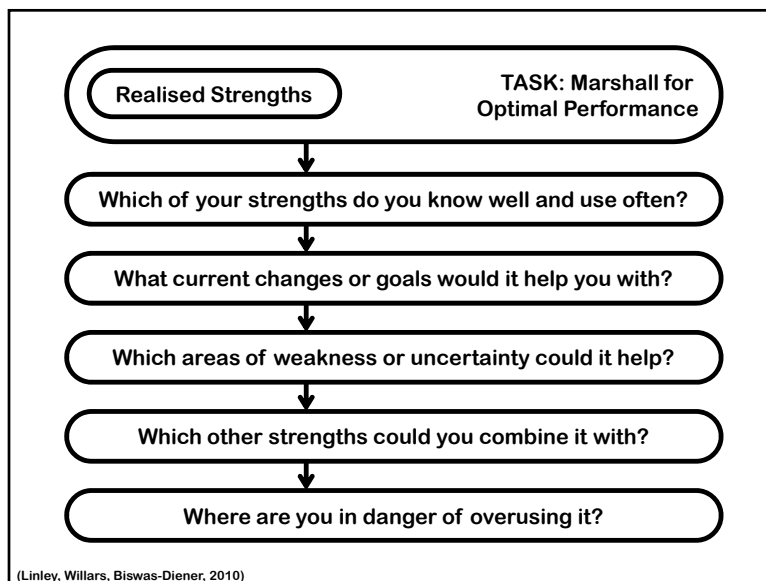 Realised Strengths
TASK: Marshall for
Optimal Performance
Which of your strengths do you know well and use often?
What current changes or goals would it help you with?
Which areas of weakness or uncertainty could it help?
Which other strengths could you combine it with?
Where are you in danger of overusing it?
(Linley, Willars, Biswas-Diener, 2010)